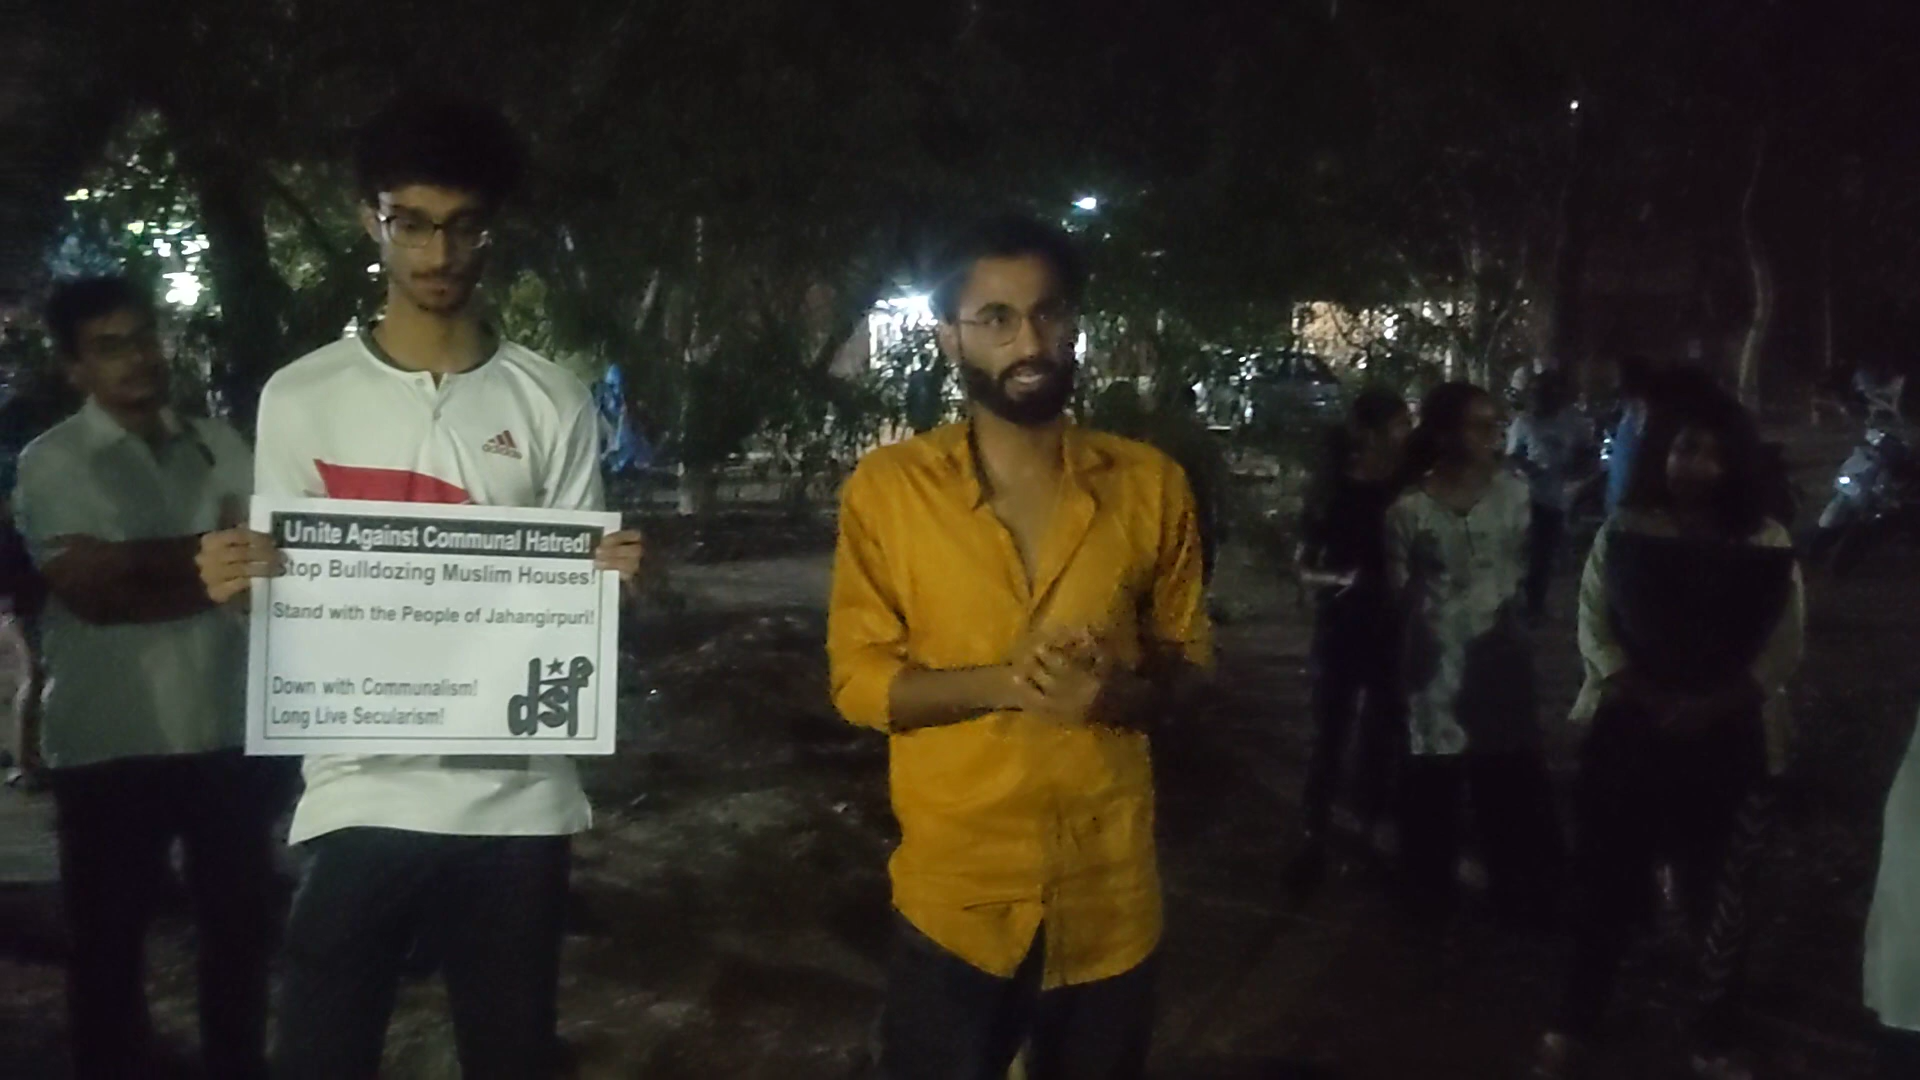 adidas
Unite Against Communal Hatred!
Stop Bulldozing Muslim Houses!
Stand with the People of Jahangirpuri!
Down with Communalism!
Long Live Secularism!
dsf